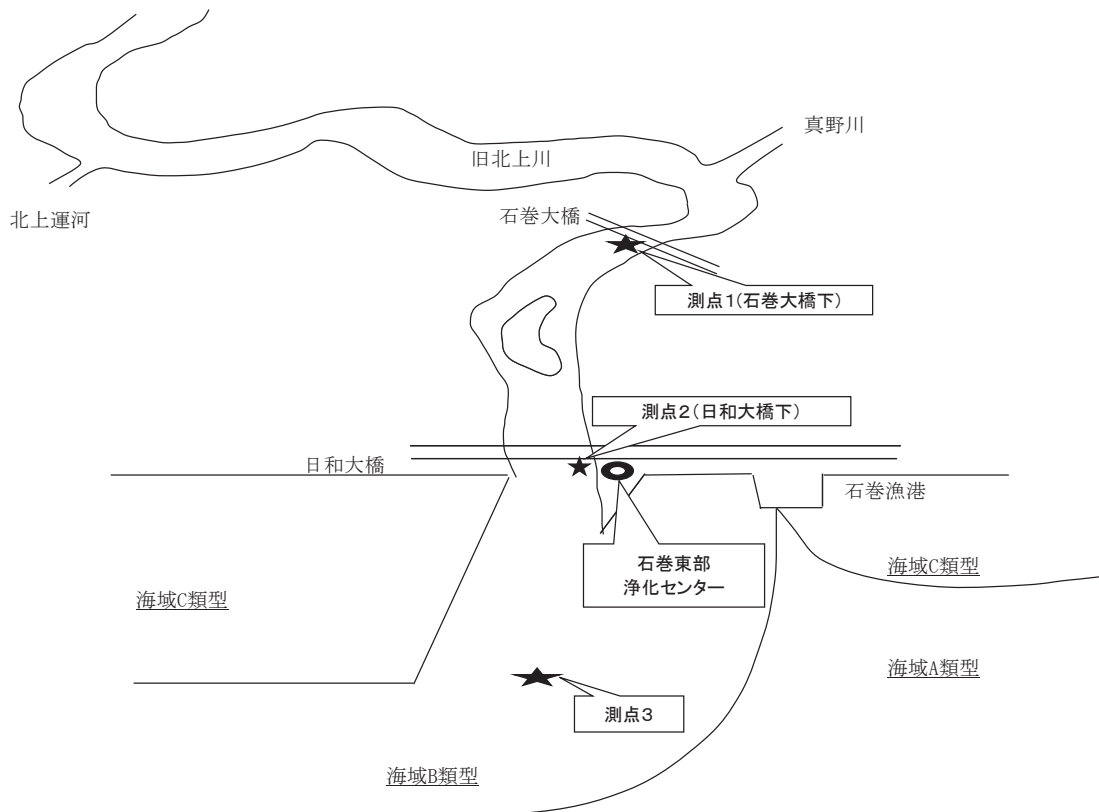 真野川
旧北上川
北上運河
石巻大橋
測点1(石巻大橋下)
測点2(日和大橋下)
日和大橋
石巻漁港
石巻東部
浄化センター
海域C類型
海域C類型
海域A類型
測点3
海域B類型